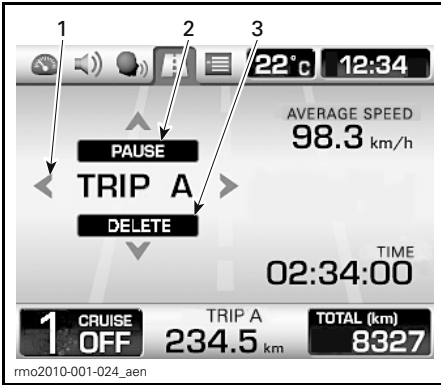 1 2 3
22°C 12:34
AVERAGE SPEED
98.3 km/h
PAUSE
TRIP A
DELETE
TIME
02:34:00
1 CRUISE OFF
TRIP A
234.5 km
TOTAL (km)
8327
rmo2010-001-024_aen